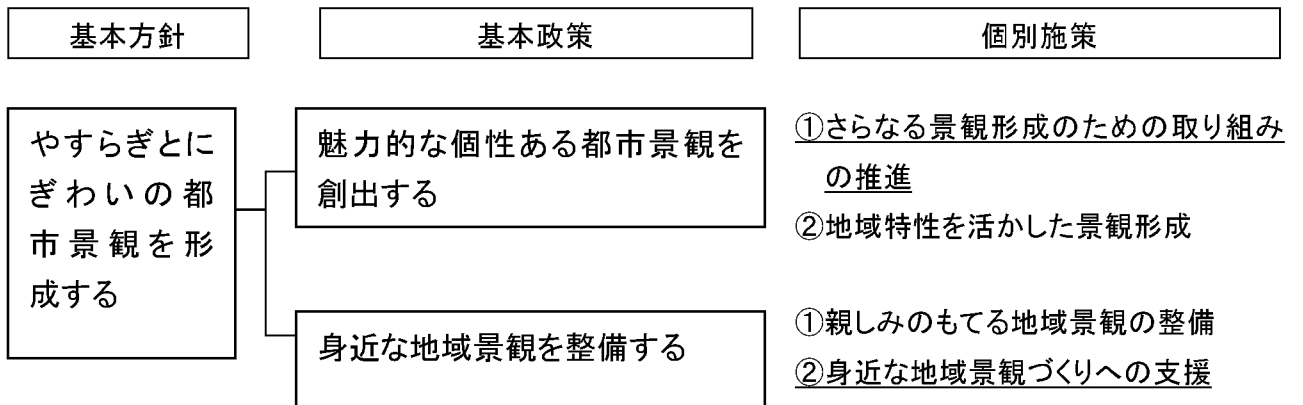 基本方針
基本政策
個別施策
やすらぎとに
ぎわいの都
市景観を形
成する
魅力的な個性ある都市景観を
創出する
①さらなる景観形成のための取り組み
の推進
②地域特性を活かした景観形成
身近な地域景観を整備する
①親しみのもてる地域景観の整備
②身近な地域景観づくりへの支援